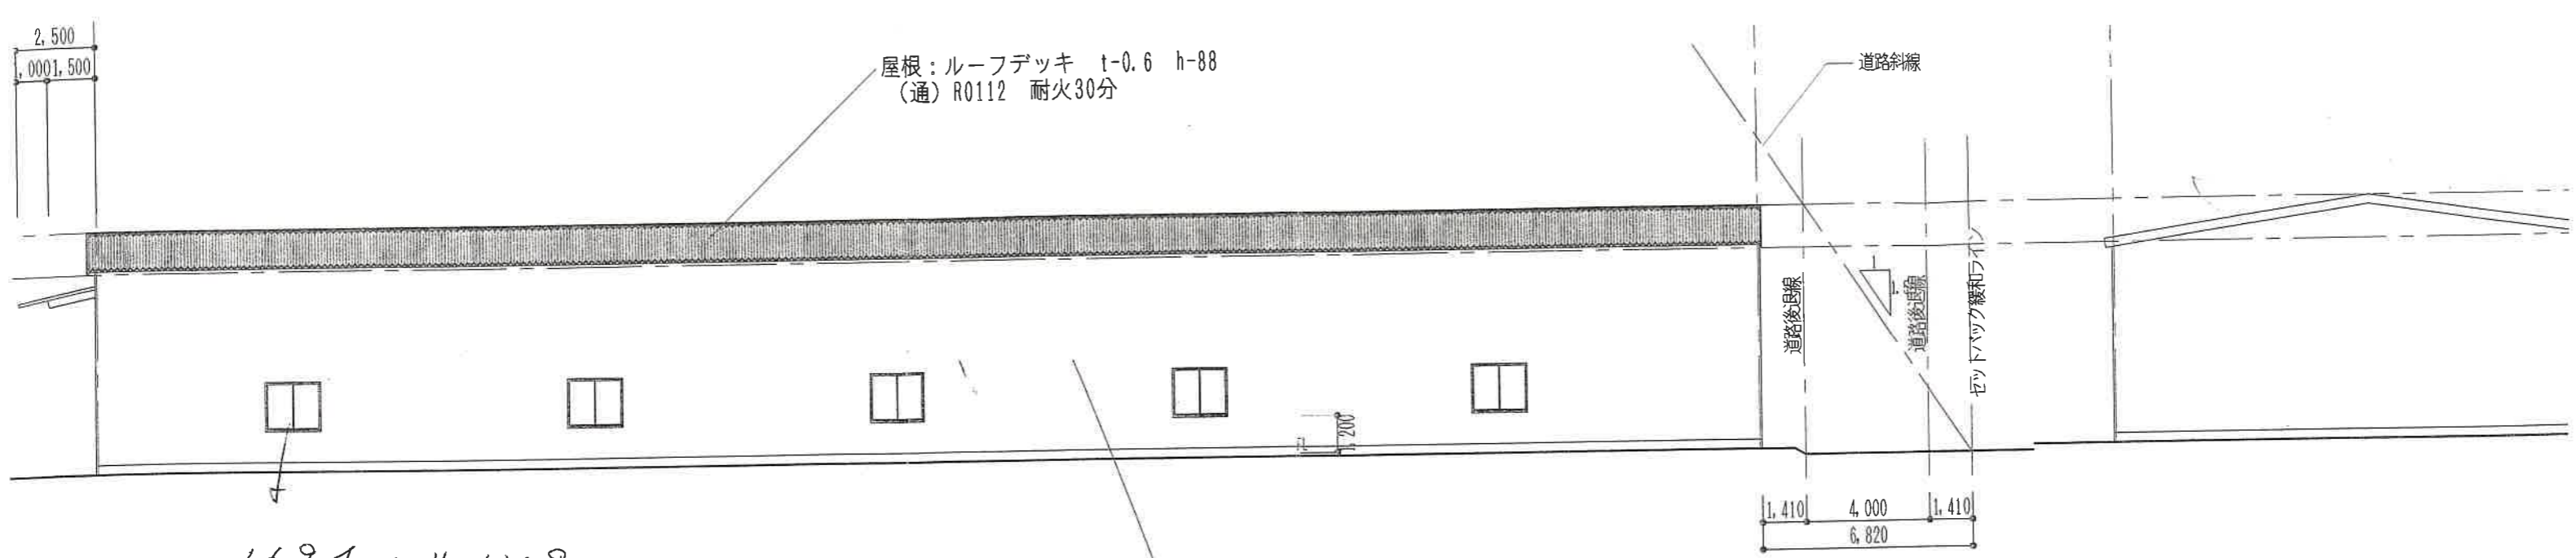 2,500
,000 1,500
屋根：ルーフデッキ t-0.6 h-88
（通）R0112 耐火30分
道路斜線
道路後退線
1
道路後退線
セットバック緩和ライン
1,200
1,410 4,000 1,410
6,820